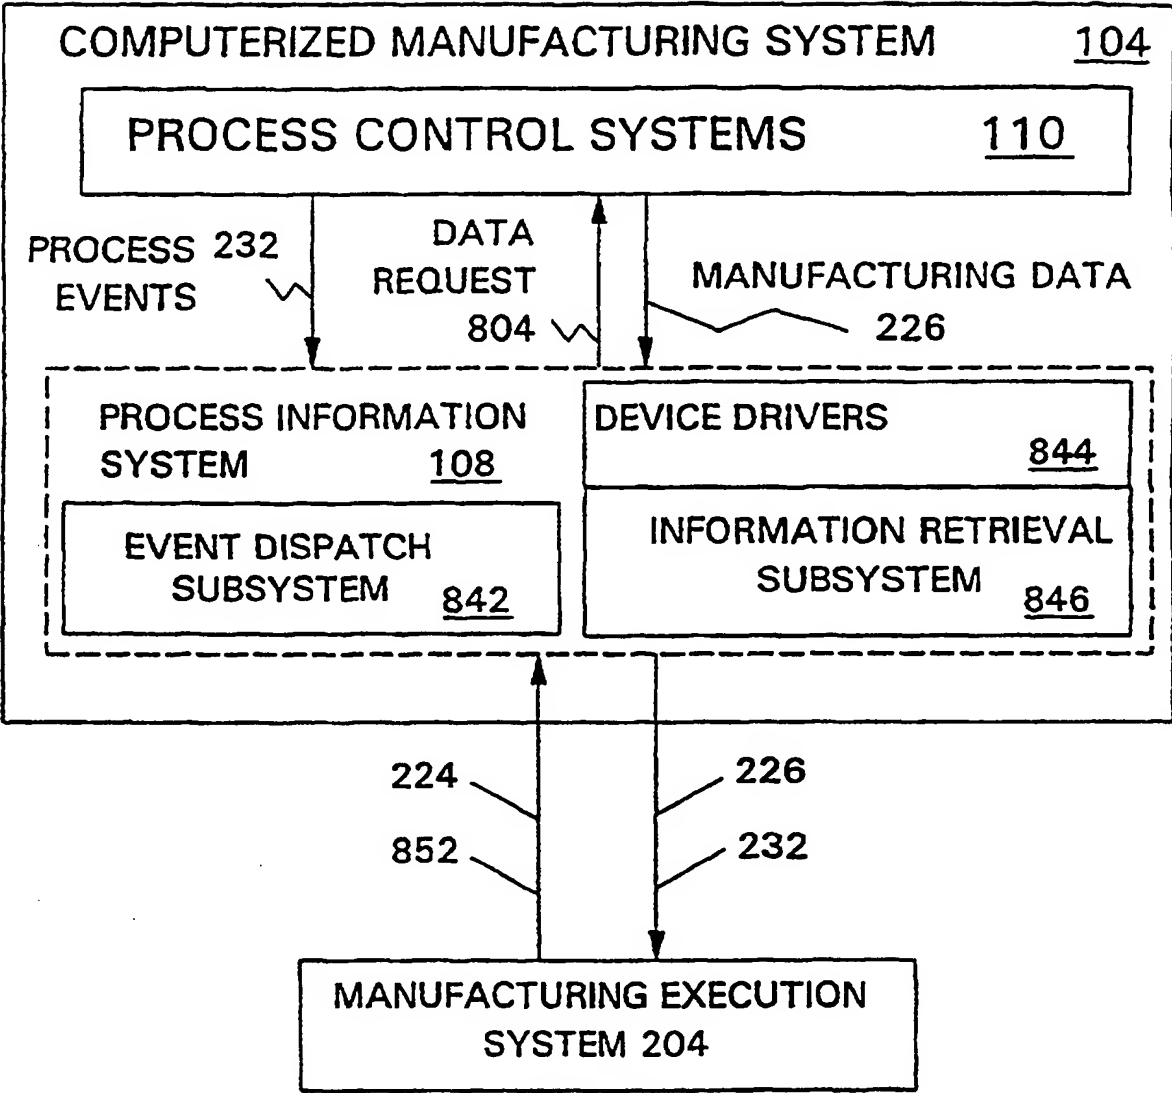 COMPUTERIZED MANUFACTURING SYSTEM 104
PROCESS CONTROL SYSTEMS 110
PROCESS 232
EVENTS
DATA
REQUEST
804
MANUFACTURING DATA
226
PROCESS INFORMATION
SYSTEM 108
DEVICE DRIVERS
844
EVENT DISPATCH
SUBSYSTEM 842
INFORMATION RETRIEVAL
SUBSYSTEM
846
224
226
852
232
MANUFACTURING EXECUTION
SYSTEM 204